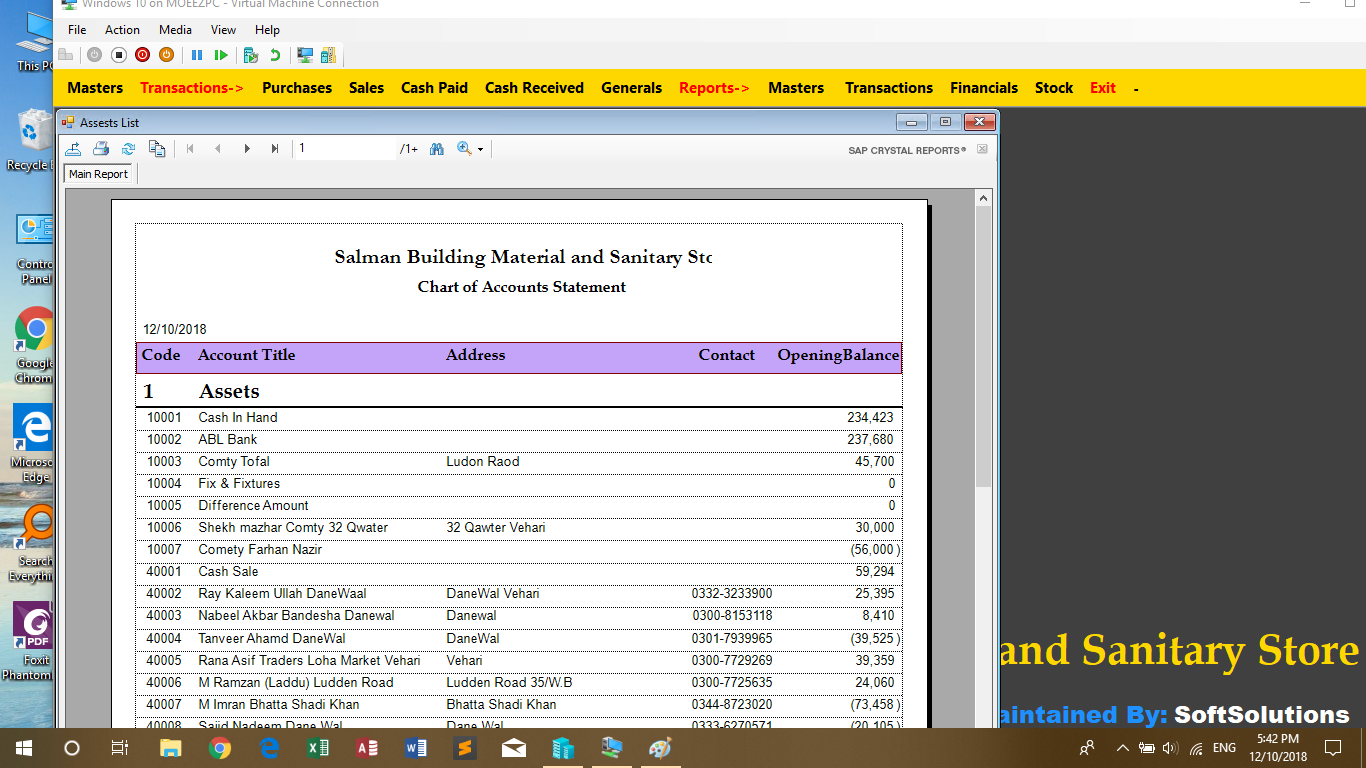 Windows 10 on MOEEZPC - Virtual Machine Connection
File Action Media View Help
This PC
Masters Transactions-> Purchases Sales Cash Paid Cash Received Generals Reports-> Masters Transactions Financials Stock Exit -
Assests List
1 /1+ SAP CRYSTAL REPORTS®
Recycle
Main Report
Salman Building Material and Sanitary Sto
Chart of Accounts Statement
Contro
Panel
12/10/2018
Code Account Title Address Contact OpeningBalance
Google
Chrom
1 Assets
10001 Cash In Hand 234,423
10002 ABL Bank 237,680
10003 Comty Tofal Ludon Raod 45,700
Microso
Edge
10004 Fix & Fixtures 0
10005 Difference Amount 0
10006 Shekh mazhar Comty 32 Qwater 32 Qawter Vehari 30,000
10007 Comety Farhan Nazir (56,000 )
Search
Everythi
40001 Cash Sale 59,294
40002 Ray Kaleem Ullah DaneWaal DaneWal Vehari 0332-3233900 25,395
40003 Nabeel Akbar Bandesha Danewal Danewal 0300-8153118 8,410
40004 Tanveer Ahamd DaneWal DaneWal 0301-7939965 (39,525 )
PDF
40005 Rana Asif Traders Loha Market Vehari Vehari 0300-7729269 39,359
Foxit
Phantom
40006 M Ramzan (Laddu) Ludden Road Ludden Road 35/W.B 0300-7725635 24,060
40007 M Imran Bhatta Shadi Khan Bhatta Shadi Khan 0344-8723020 (73,458 )
40008 Sajid Nadeem Dane Wal Dane Wal 0333-6270571 (20,105 )
and Sanitary Store
aintained By: SoftSolutions
ENG
5:42 PM
12/10/2018